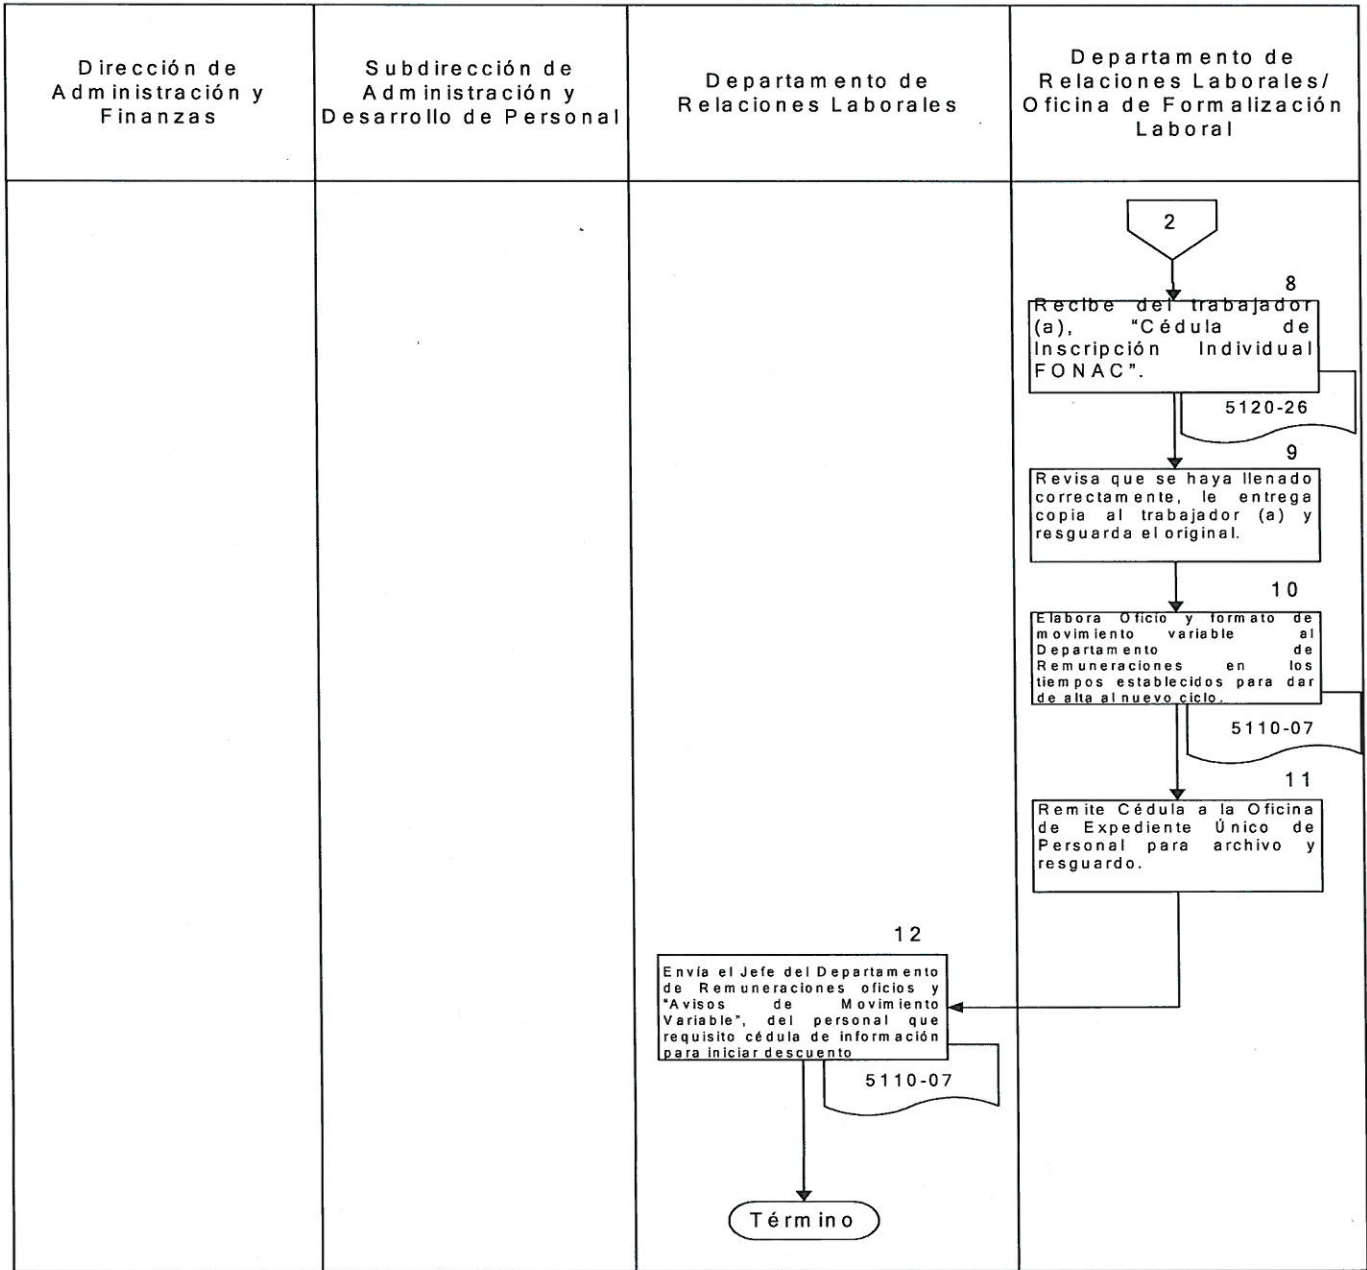 Dirección de
Administración y
Finanzas
Subdirección de
Administración y
Desarrollo de Personal
Departamento de
Relaciones Laborales
Departamento de
Relaciones Laborales/
Oficina de Formalización
Laboral
2
8
Recibe del trabajador
(a), "Cédula de
Inscripción Individual
FONAC".
5120-26
9
Revisa que se haya llenado
correctamente, le entrega
copia al trabajador (a) y
resguarda el original.
10
Elabora Oficio y formato de
movimiento variable al
Departamento de
Remuneraciones en los
tiempos establecidos para dar
de alta al nuevo ciclo.
5110-07
11
Remite Cédula a la Oficina
de Expediente Único de
Personal para archivo y
resguardo.
12
Envía el Jefe del Departamento
de Remuneraciones oficios y
"Avisos de Movimiento
Variable", del personal que
requisito cédula de información
para iniciar descuento
5110-07
Término